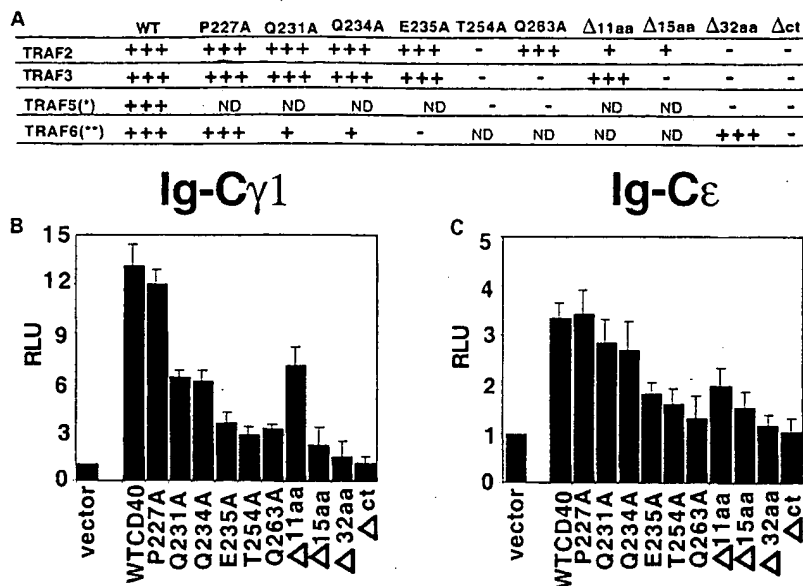 A
WT P227A Q231A Q234A E235A T254A Q263A Δ11aa Δ15aa Δ32aa Δct
TRAF2 +++ +++ +++ +++ +++ - +++ + + - -
TRAF3 +++ +++ +++ +++ +++ - - +++ - - -
TRAF5(*) +++ ND ND ND ND - - ND ND - -
TRAF6(**) +++ +++ + + - ND ND ND ND +++ -
Ig-Cγ1
B
RLU
15
12
9
6
3
0
vector
WTCD40
P227A
Q231A
Q234A
E235A
T254A
Q263A
Δ11aa
Δ15aa
Δ32aa
Δct
Ig-Cε
C
RLU
5
4
3
2
1
0
vector
WTCD40
P227A
Q231A
Q234A
E235A
T254A
Q263A
Δ11aa
Δ15aa
Δ32aa
Δct